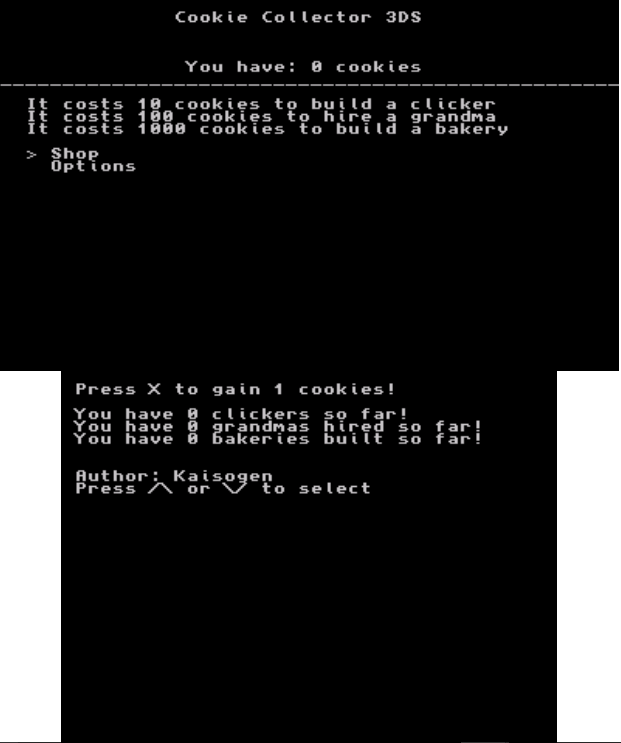 Cookie Collector 3DS
You have: 0 cookies
It costs 10 cookies to build a clicker
It costs 100 cookies to hire a grandma
It costs 1000 cookies to build a bakery
> Shop
Options
Press X to gain 1 cookies!
You have 0 clickers so far!
You have 0 grandmas hired so far!
You have 0 bakeries built so far!
Author: Kaisogen
Press /\ or \/ to select